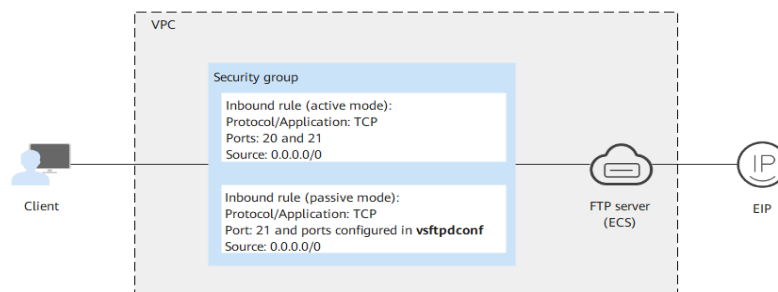 VPC
Security group
Inbound rule (active mode):
Protocol/Application: TCP
Ports: 20 and 21
Source: 0.0.0.0/0
Inbound rule (passive mode):
Protocol/Application: TCP
Port: 21 and ports configured in vsftpdconf
Source: 0.0.0.0/0
Client
FTP server
(ECS)
IP
EIP